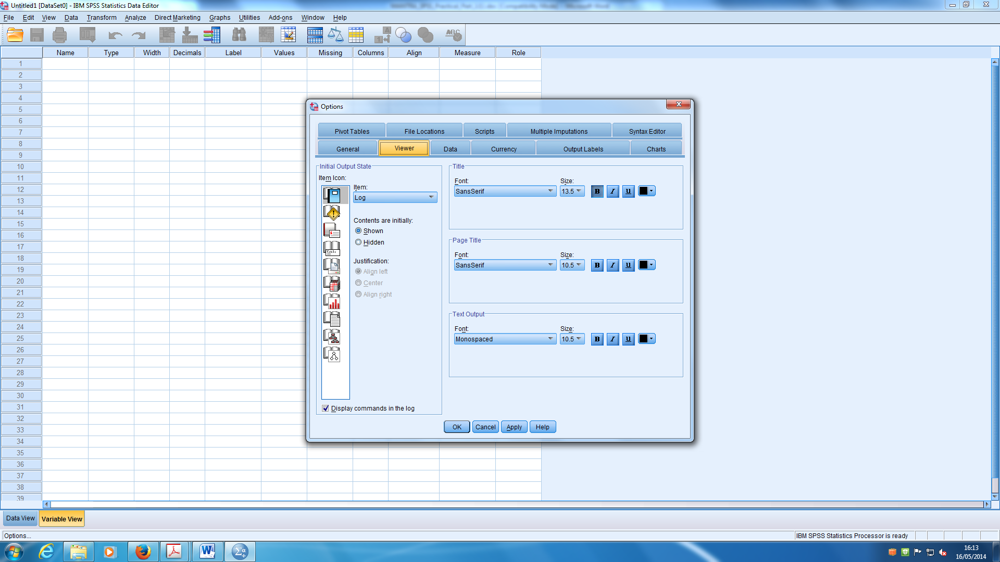 Untitled1 [DataSet0] - IBM SPSS Statistics Data Editor
File Edit View Data Transform Analyze Direct Marketing Graphs Utilities Add-ons Window Help
Name Type Width Decimals Label Values Missing Columns Align Measure Role
1
2
3
4
5
6
7
8
9
10
11
12
13
14
15
16
17
18
19
20
21
22
23
24
25
26
27
28
29
30
31
32
33
34
35
36
37
38
39
Options
Pivot Tables File Locations Scripts Multiple Imputations Syntax Editor
General Viewer Data Currency Output Labels Charts
Initial Output State
Item Icon:
Item:
Log
Contents are initially:
Shown
Hidden
Justification:
Align left
Center
Align right
Display commands in the log
Title
Font: Size:
SansSerif 13.5 B I U
Page Title
Font: Size:
SansSerif 10.5 B I U
Text Output
Font: Size:
Monospaced 10.5 B I U
OK Cancel Apply Help
Data View Variable View
Options...
IBM SPSS Statistics Processor is ready
16:13
16/05/2014